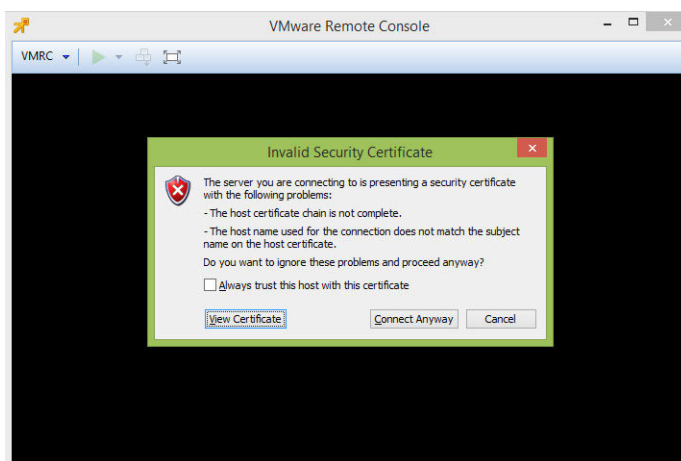 VMware Remote Console
VMRC
Invalid Security Certificate
The server you are connecting to is presenting a security certificate
with the following problems:
- The host certificate chain is not complete.
- The host name used for the connection does not match the subject
name on the host certificate.
Do you want to ignore these problems and proceed anyway?
Always trust this host with this certificate
View Certificate
Connect Anyway
Cancel